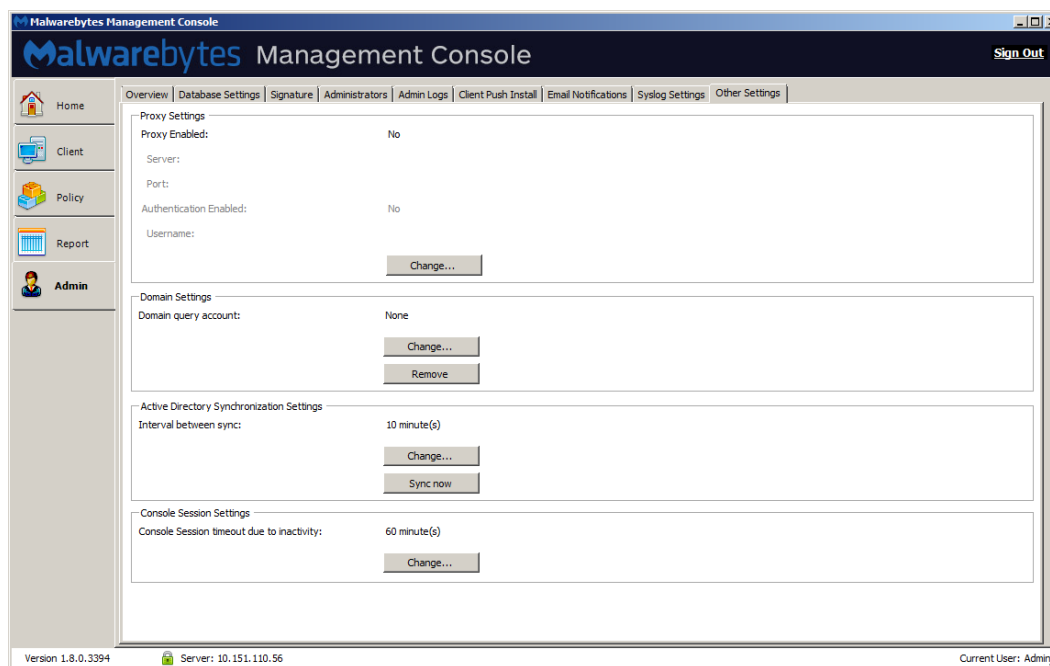 Malwarebytes Management Console
Malwarebytes Management Console
Sign Out
Home
Client
Policy
Report
Admin
Overview Database Settings Signature Administrators Admin Logs Client Push Install Email Notifications Syslog Settings Other Settings
Proxy Settings
Proxy Enabled: No
Server:
Port:
Authentication Enabled: No
Username:
Change...
Domain Settings
Domain query account: None
Change...
Remove
Active Directory Synchronization Settings
Interval between sync: 10 minute(s)
Change...
Sync now
Console Session Settings
Console Session timeout due to inactivity: 60 minute(s)
Change...
Version 1.8.0.3394 Server: 10.151.110.56 Current User: Admin